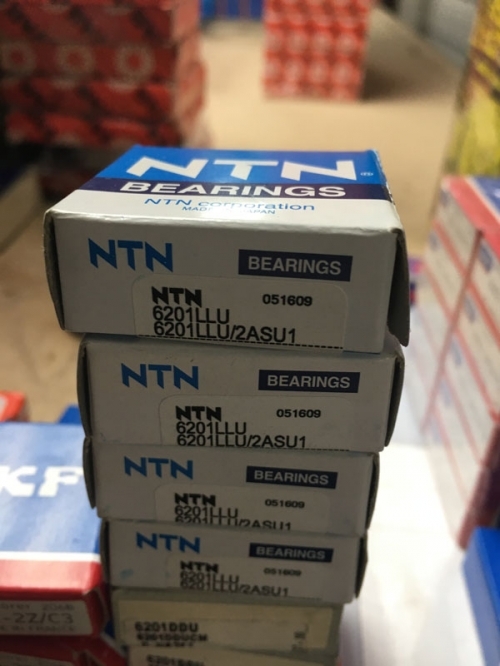 NTN
BEARINGS
NTN corporation
MADE IN JAPAN
NTN BEARINGS
NTN 051609
6201LLU
6201LLU/2ASU1
NTN BEARINGS
NTN 051609
6201LLU
6201LLU/2ASU1
NTN BEARINGS
NTN 051609
6201LLU
6201LLU/2ASU1
NTN BEARINGS
NTN 051609
6201LLU
6201LLU/2ASU1
6201DDU
6201DDUCM
KF
-2Z/C3